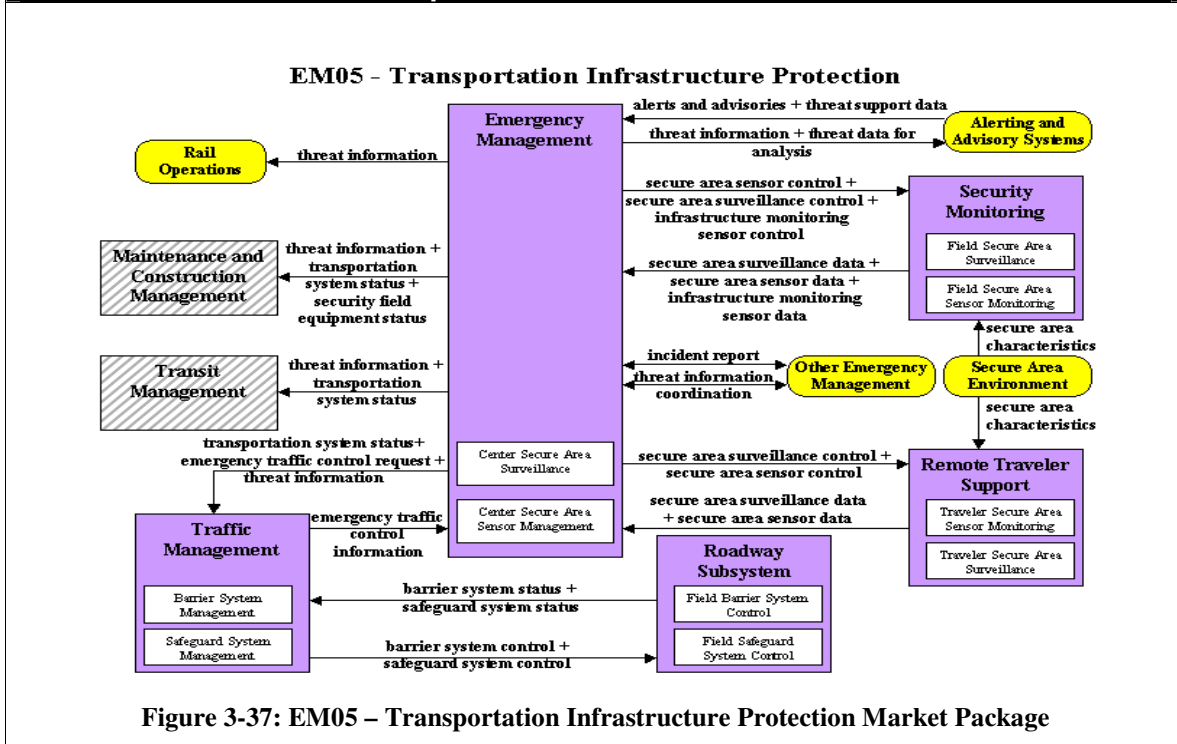 EM05 - Transportation Infrastructure Protection
Emergency
Management
alerts and advisories + threat support data
threat information + threat data for
analysis
Alerting and
Advisory Systems
Rail
Operations
threat information
secure area sensor control +
secure area surveillance control +
infrastructure monitoring
sensor control
Security
Monitoring
Field Secure Area
Surveillance
Field Secure Area
Sensor Monitoring
Maintenance and
Construction
Management
threat information +
transportation
system status +
security field
equipment status
secure area surveillance data +
secure area sensor data +
infrastructure monitoring
sensor data
secure area
characteristics
incident report
threat information
coordination
Other Emergency
Management
Secure Area
Environment
Transit
Management
threat information +
transportation
system status
secure area
characteristics
transportation system status+
emergency traffic control request +
threat information
Center Secure Area
Surveillance
secure area surveillance control +
secure area sensor control
Remote Traveler
Support
Center Secure Area
Sensor Management
secure area surveillance data
+ secure area sensor data
Traveler Secure Area
Sensor Monitoring
Traveler Secure Area
Surveillance
Traffic
Management
emergency traffic
control
information
Roadway
Subsystem
Barrier System
Management
barrier system status +
safeguard system status
Field Barrier System
Control
Safeguard System
Management
barrier system control +
safeguard system control
Field Safeguard
System Control
Figure 3-37: EM05 – Transportation Infrastructure Protection Market Package